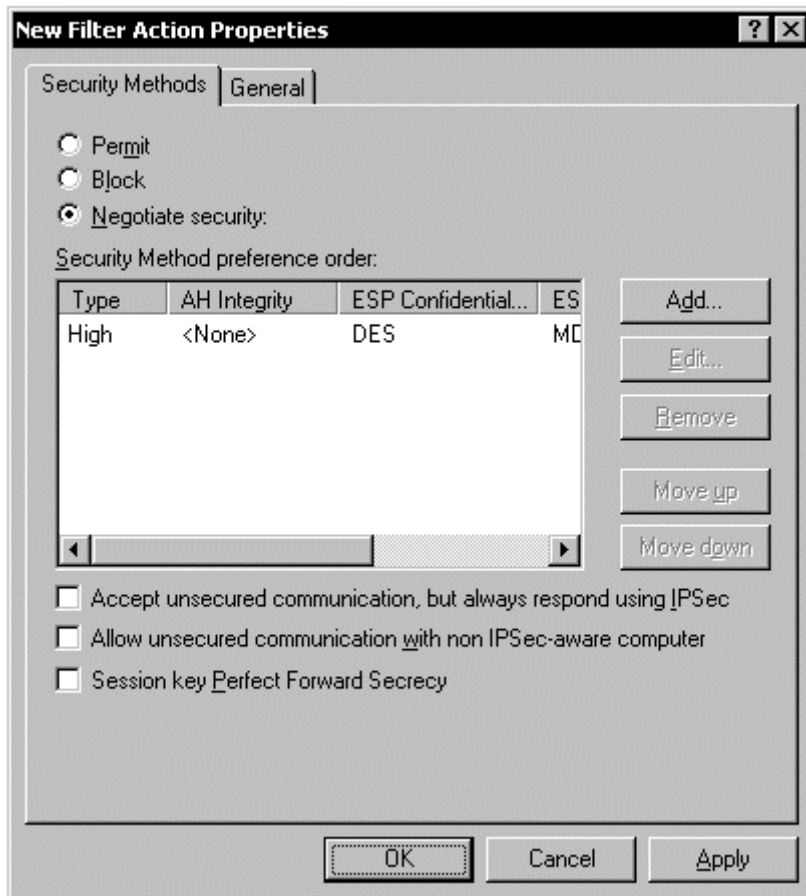 New Filter Action Properties
Security Methods General
Permit
Block
Negotiate security:
Security Method preference order:
Type AH Integrity ESP Confidential... ES
High <None> DES MD
Add...
Edit...
Remove
Move up
Move down
Accept unsecured communication, but always respond using IPSec
Allow unsecured communication with non IPSec-aware computer
Session key Perfect Forward Secrecy
OK Cancel Apply